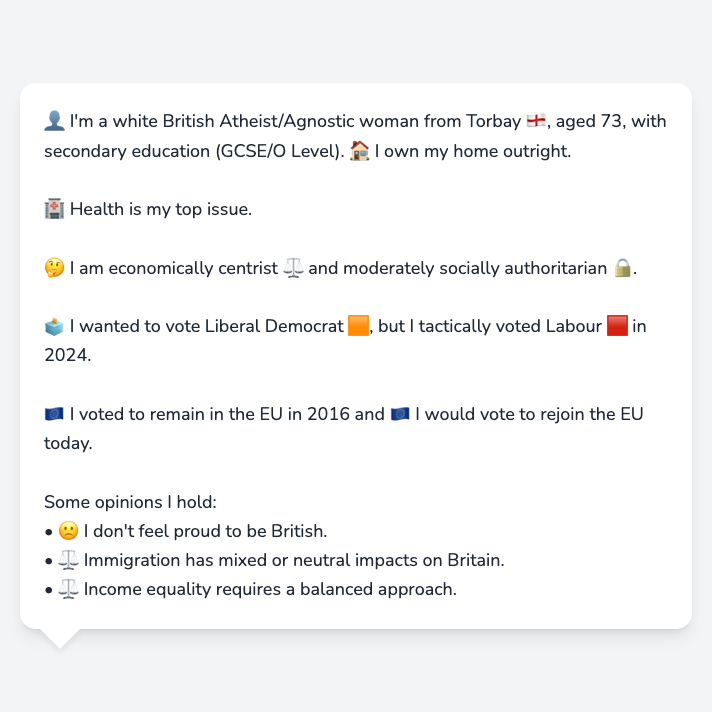 👤 I'm a white British Atheist/Agnostic woman from Torbay 🏴󠁧󠁢󠁥󠁮󠁧󠁿, aged 73, with
secondary education (GCSE/O Level). 🏠 I own my home outright.
🏥 Health is my top issue.
🤔 I am economically centrist ⚖️ and moderately socially authoritarian 🔒.
🗳️ I wanted to vote Liberal Democrat 🟧, but I tactically voted Labour 🟥 in
2024.
🇪🇺 I voted to remain in the EU in 2016 and 🇪🇺 I would vote to rejoin the EU
today.
Some opinions I hold:
• 🙁 I don't feel proud to be British.
• ⚖️ Immigration has mixed or neutral impacts on Britain.
• ⚖️ Income equality requires a balanced approach.